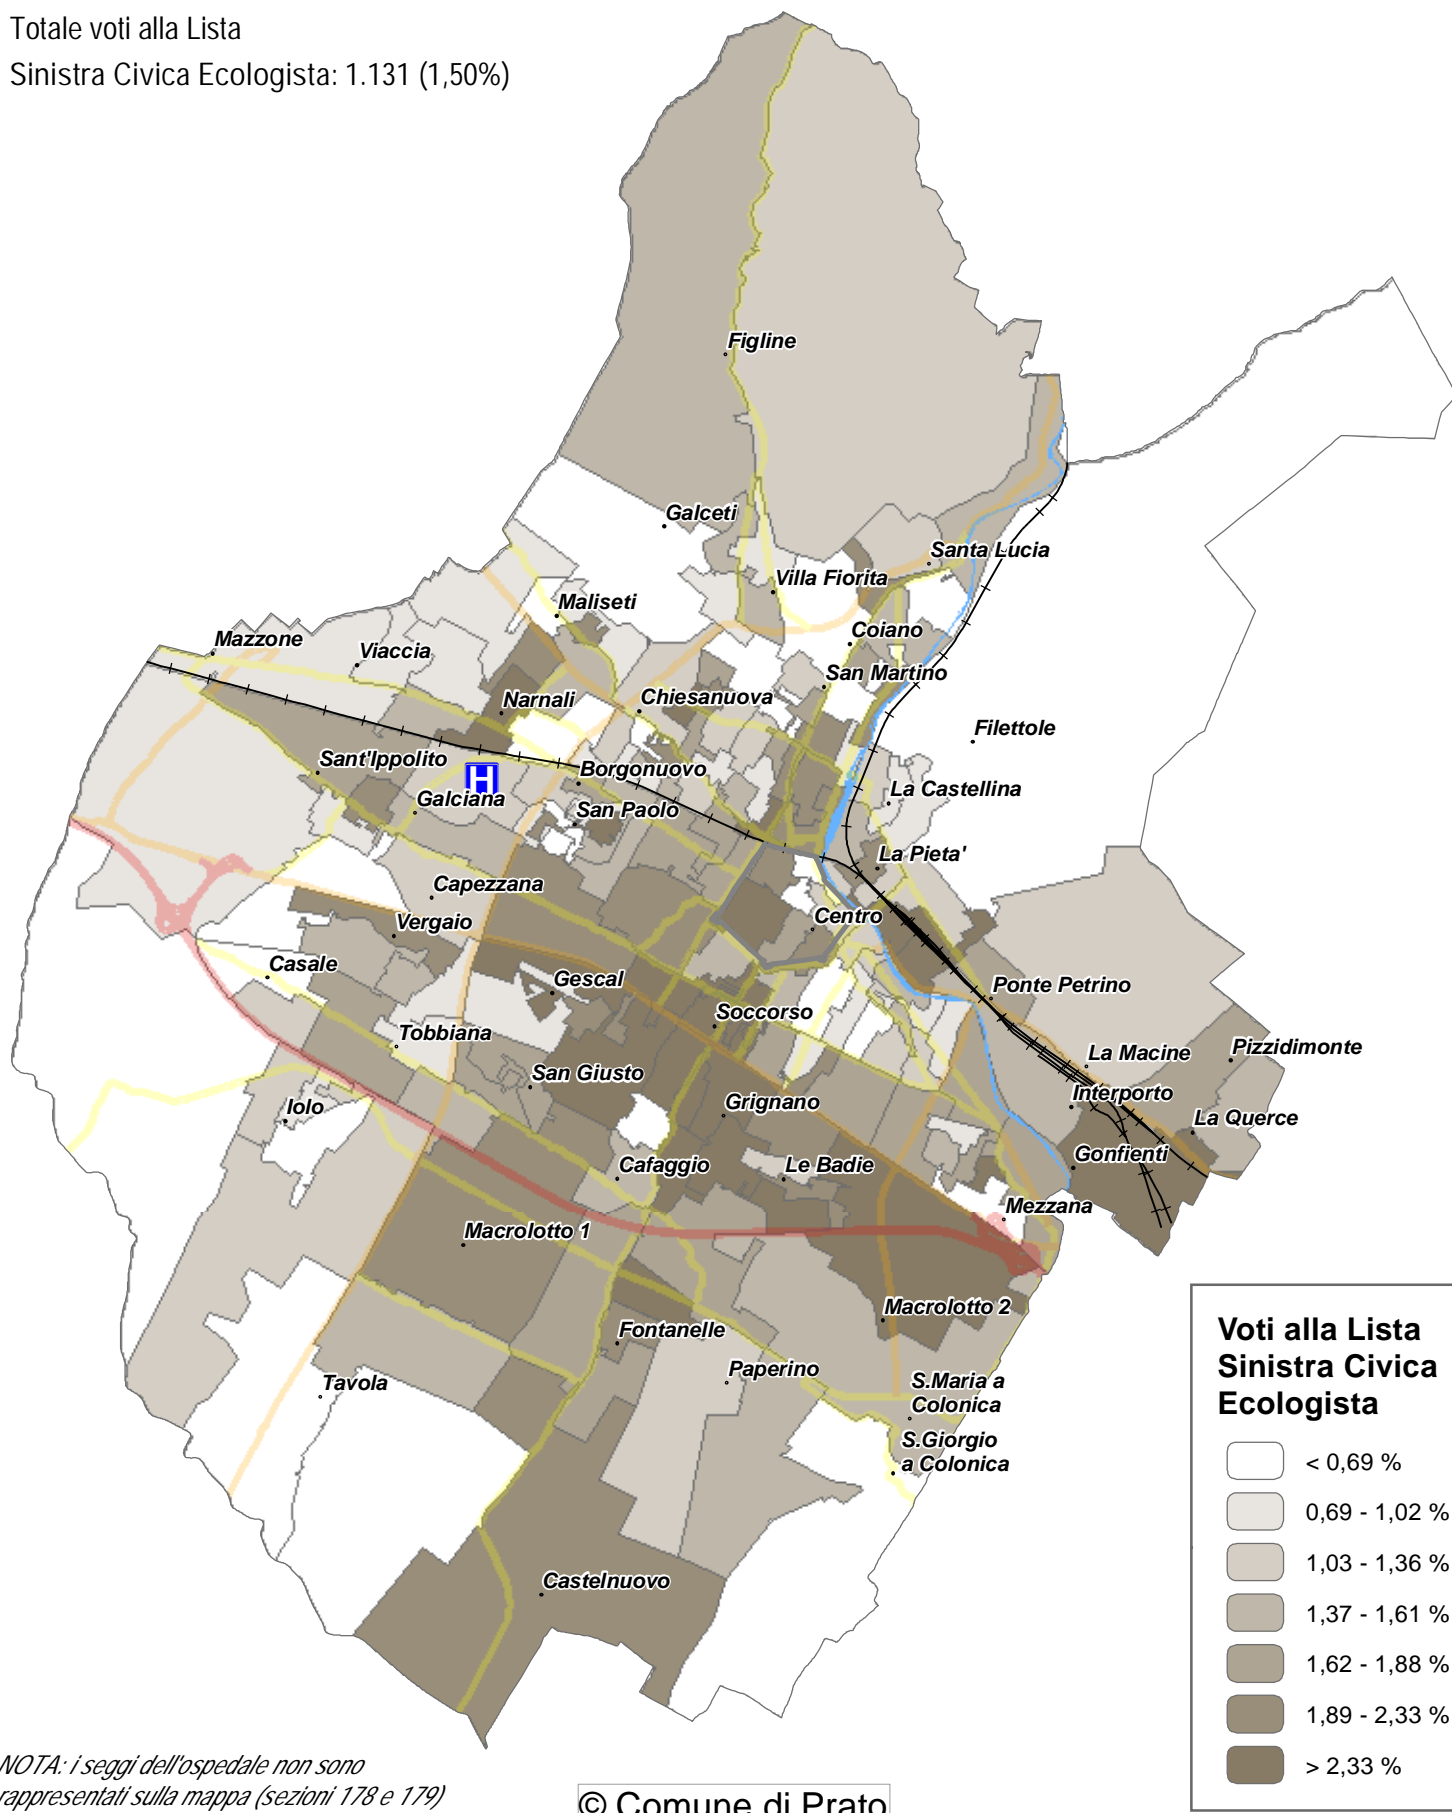 Totale voti alla Lista
Sinistra Civica Ecologista: 1.131 (1,50%)
Figline
Galceti
Santa Lucia
Villa Fiorita
Maliseti
Coiano
Mazzone
Viaccia
San Martino
Narnali
Chiesanuova
Filettole
Sant'Ippolito
H
Borgonuovo
La Castellina
Galciana
San Paolo
La Pieta'
Capezzana
Centro
Vergaio
Casale
Gescal
Ponte Petrino
Soccorso
Tobbiana
La Macine
Pizzidimonte
San Giusto
Interporto
Iolo
Grignano
La Querce
Gonfienti
Cafaggio
Le Badie
Mezzana
Macrolotto 1
Macrolotto 2
Fontanelle
Paperino
Tavola
S.Maria a
Colonica
S.Giorgio
a Colonica
Castelnuovo
Voti alla Lista
Sinistra Civica
Ecologista
< 0,69 %
0,69 - 1,02 %
1,03 - 1,36 %
1,37 - 1,61 %
1,62 - 1,88 %
1,89 - 2,33 %
> 2,33 %
NOTA: i seggi dell'ospedale non sono
rappresentati sulla mappa (sezioni 178 e 179)
© Comune di Prato